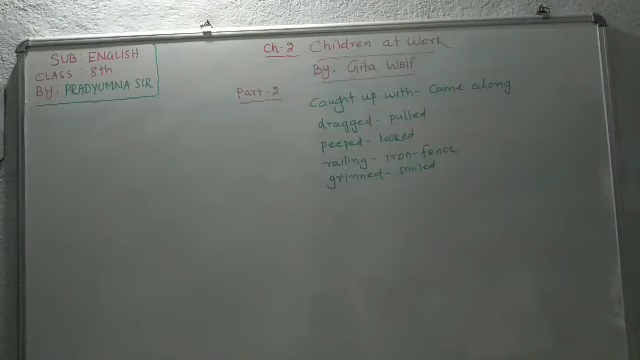 SUB: ENGLISH
CLASS: 8th
By: PRADYUMNA SIR
Ch-2 Children at Work
By: Gita Wolf
Part-2
Caught up with- Came along
dragged- pulled
peeped- looked
railing- iron-fence
grinned- smiled